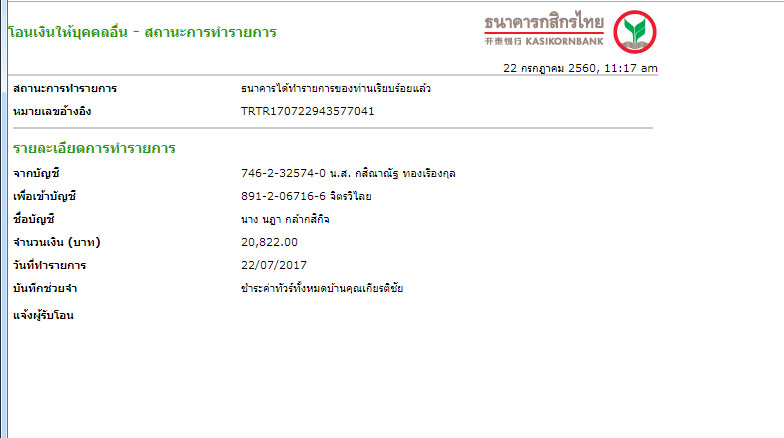 ธนาคารกสิกรไทย
开泰银行 KASIKORNBANK
โอนเงินให้บุคคลอื่น - สถานะการทำรายการ
22 กรกฎาคม 2560, 11:17 am
สถานะการทำรายการ ธนาคารได้ทำรายการของท่านเรียบร้อยแล้ว
หมายเลขอ้างอิง TRTR170722943577041
รายละเอียดการทำรายการ
จากบัญชี 746-2-32574-0 น.ส. กสิณาณัฐ ทองเรืองกุล
เพื่อเข้าบัญชี 891-2-06716-6 จิตรวิไลย
ชื่อบัญชี นาง นฎา กล้ากสิกิจ
จำนวนเงิน (บาท) 20,822.00
วันที่ทำรายการ 22/07/2017
บันทึกช่วยจำ ชำระค่าทัวร์ทั้งหมดบ้านคุณเกียรติชัย
แจ้งผู้รับโอน